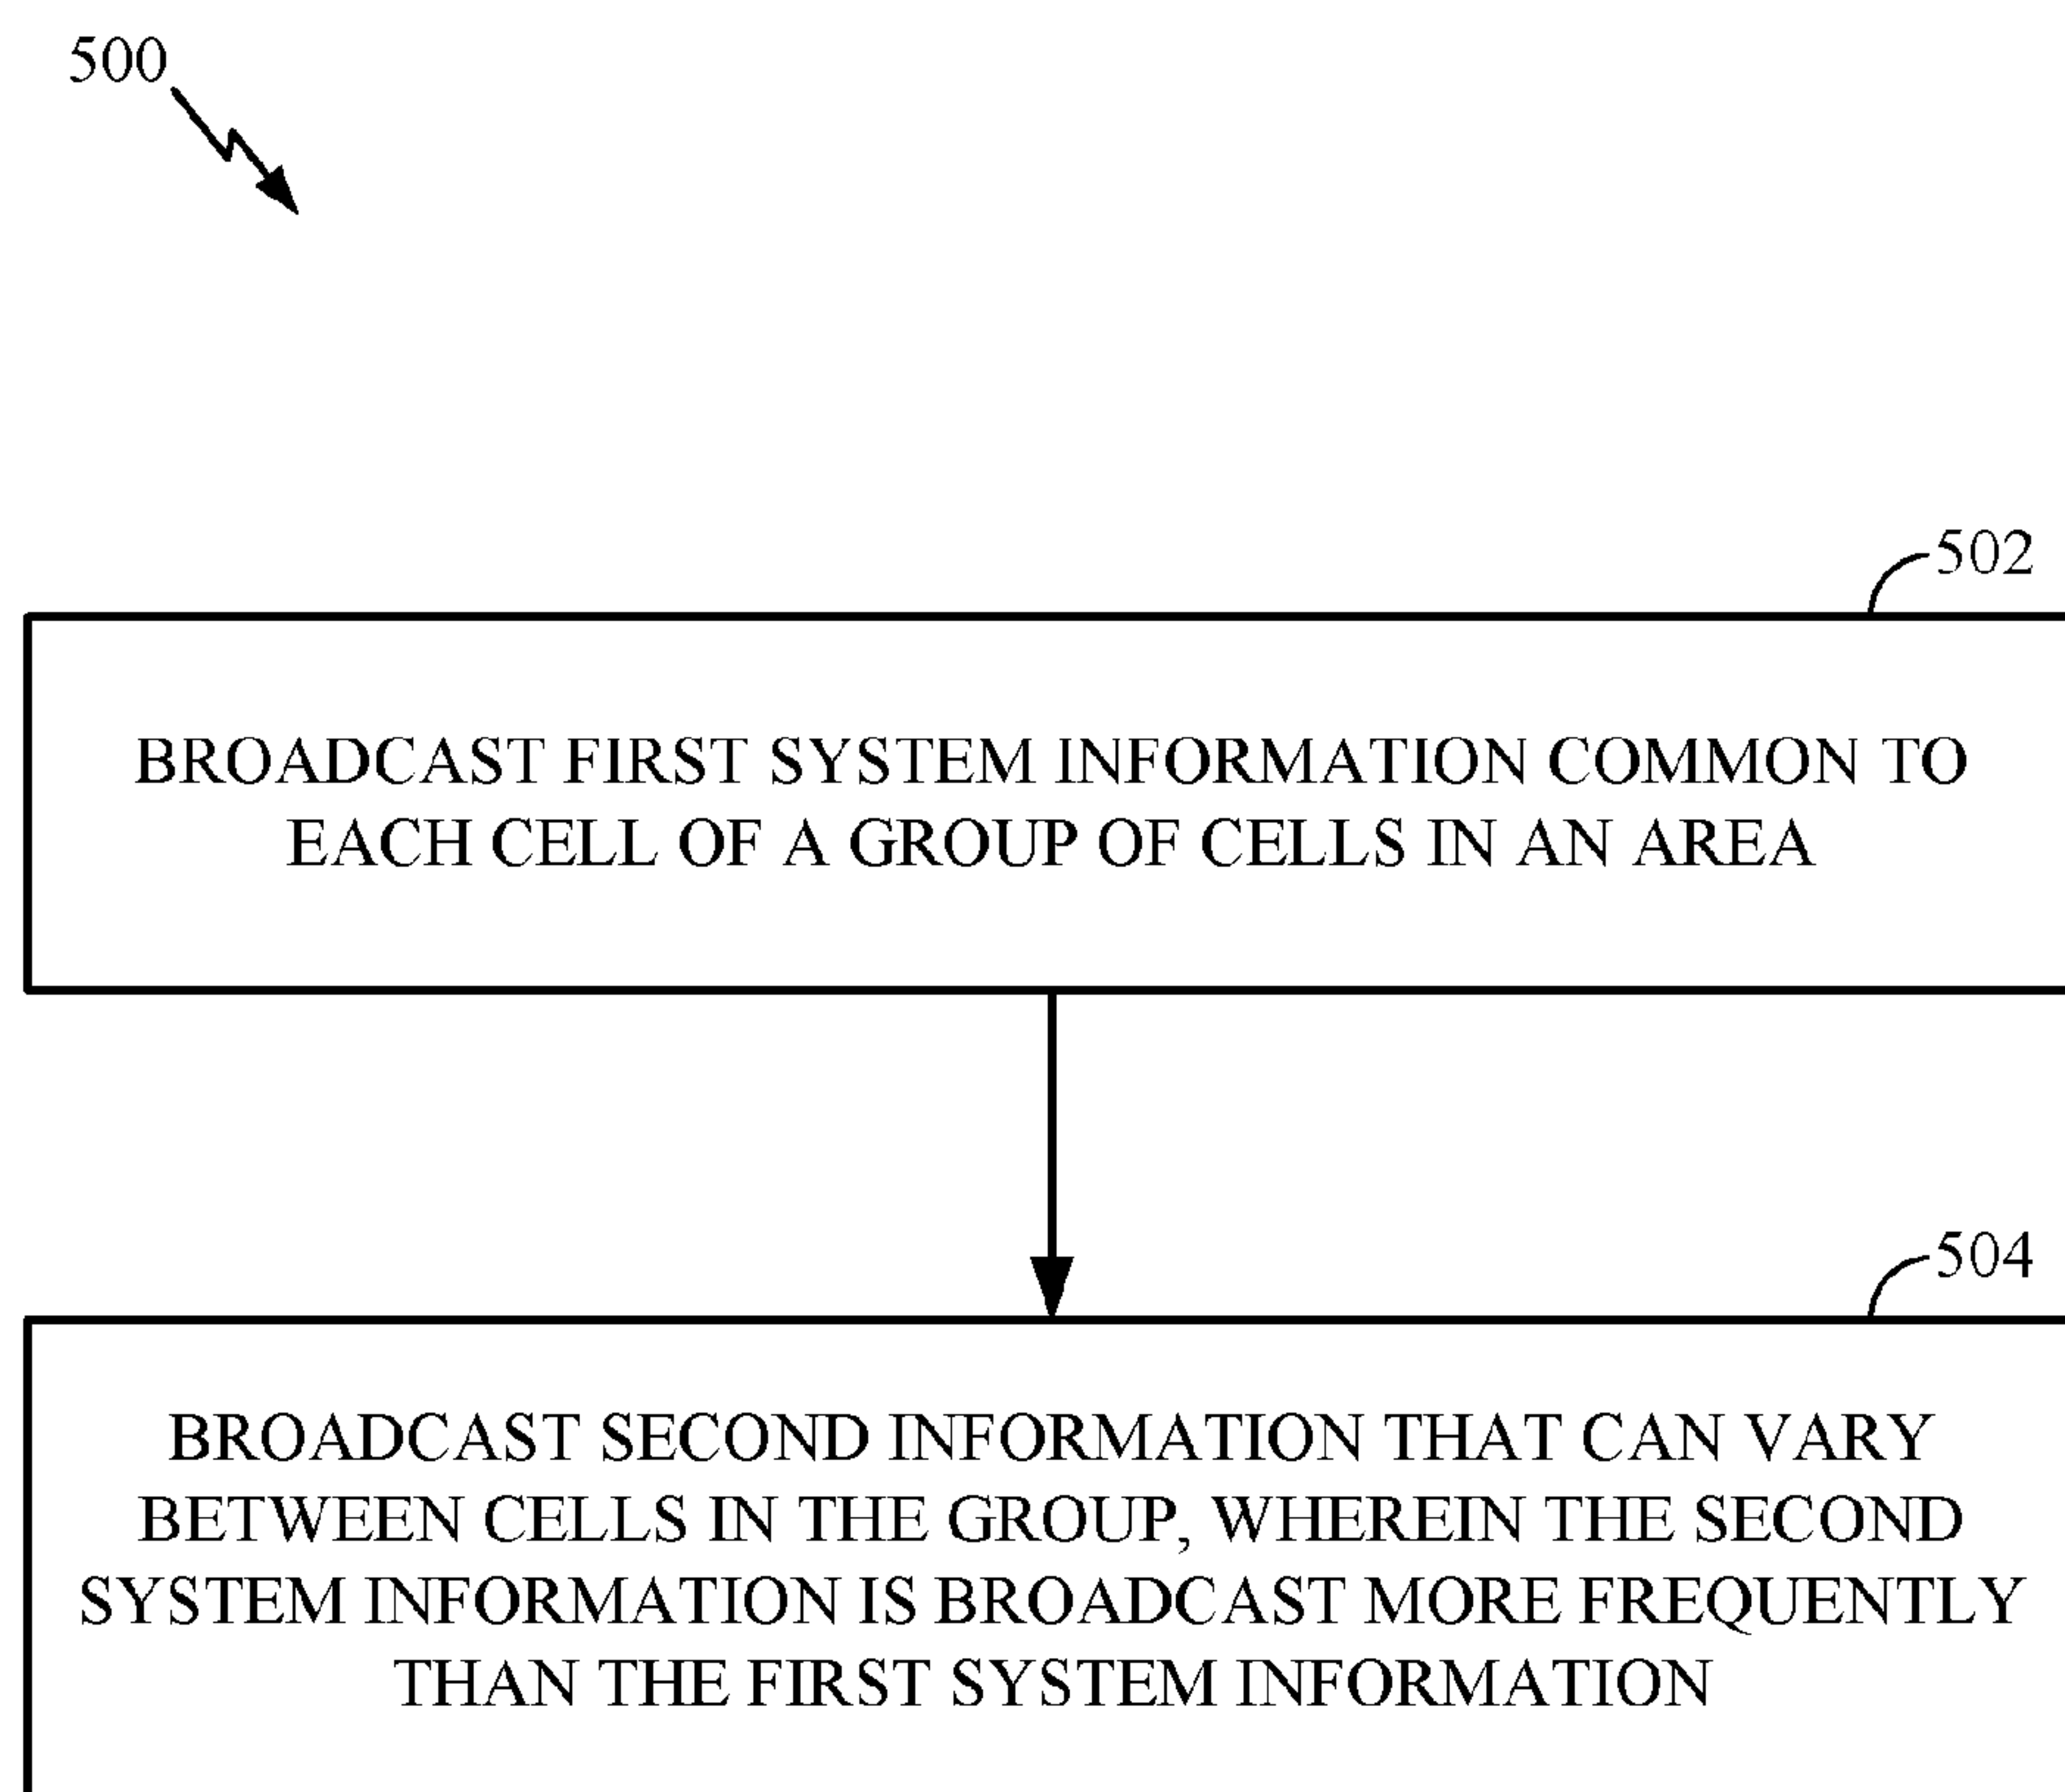 500
502
BROADCAST FIRST SYSTEM INFORMATION COMMON TO
EACH CELL OF A GROUP OF CELLS IN AN AREA
504
BROADCAST SECOND INFORMATION THAT CAN VARY
BETWEEN CELLS IN THE GROUP, WHEREIN THE SECOND
SYSTEM INFORMATION IS BROADCAST MORE FREQUENTLY
THAN THE FIRST SYSTEM INFORMATION